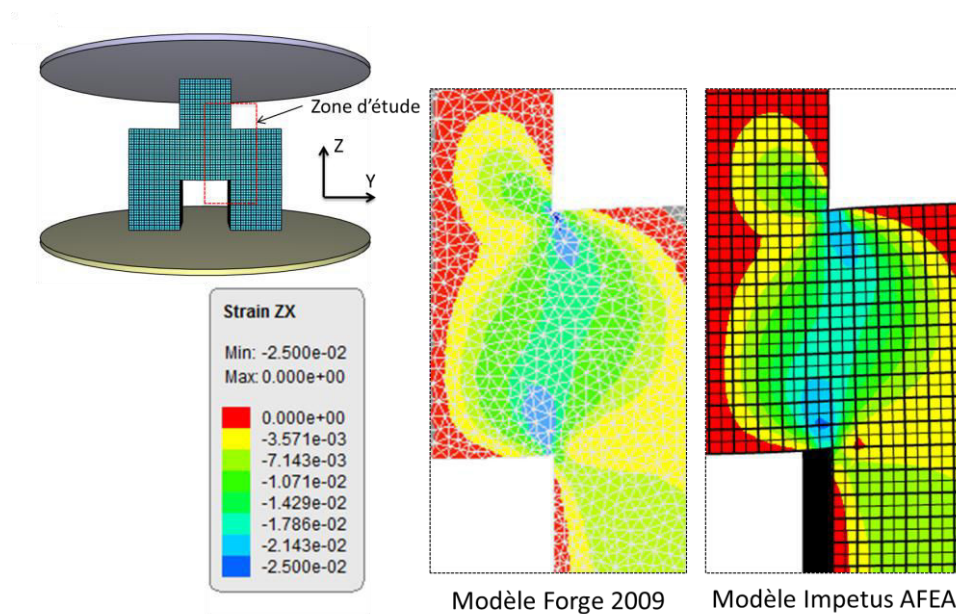 Zone d'étude
Z
Y
Strain ZX
Min: -2.500e-02
Max: 0.000e+00
0.000e+00
-3.571e-03
-7.143e-03
-1.071e-02
-1.429e-02
-1.786e-02
-2.143e-02
-2.500e-02
Modèle Forge 2009
Modèle Impetus AFEA